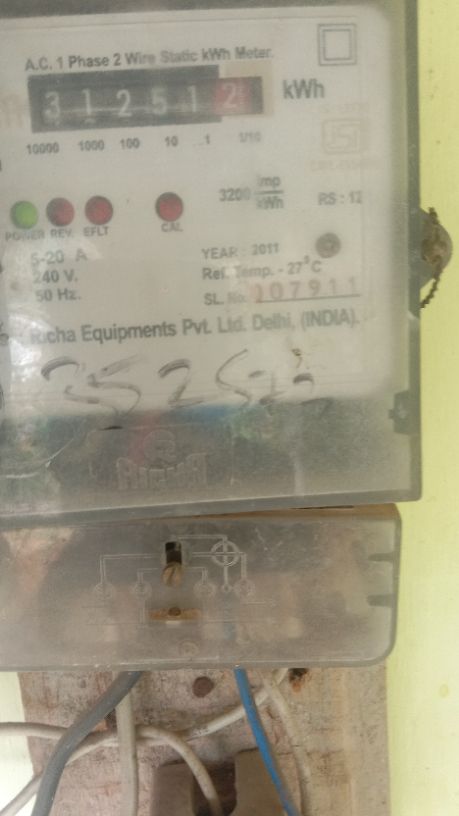 A.C. 1 Phase 2 Wire Static kWh Meter.
3 1 2 5 1 2 kWh
10000 1000 100 10 1 1/10
3200 imp/kWh RS : 12
POWER REV. EFLT CAL
5-20 A YEAR : 2011
240 V. Ref. Temp. - 27°C
50 Hz. SL. No. 107911
Richa Equipments Pvt. Ltd. Delhi, (INDIA).